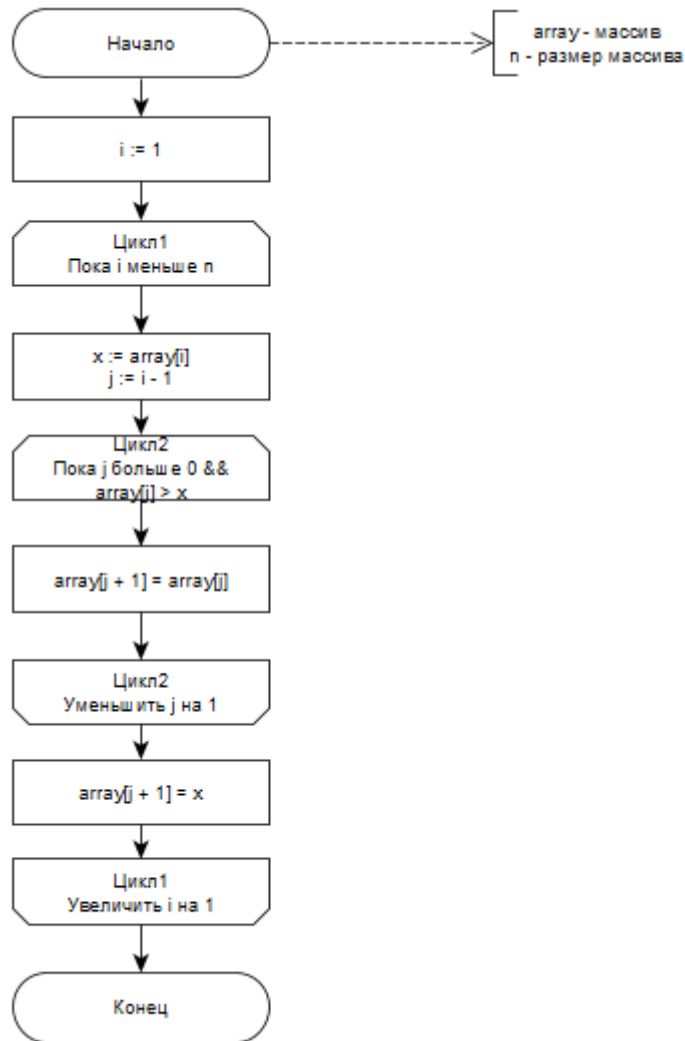 Начало
array - массив
n - размер массива
i := 1
Цикл1
Пока i меньше n
x := array[i]
j := i - 1
Цикл2
Пока j больше 0 &&
array[j] > x
array[j + 1] = array[j]
Цикл2
Уменьшить j на 1
array[j + 1] = x
Цикл1
Увеличить i на 1
Конец